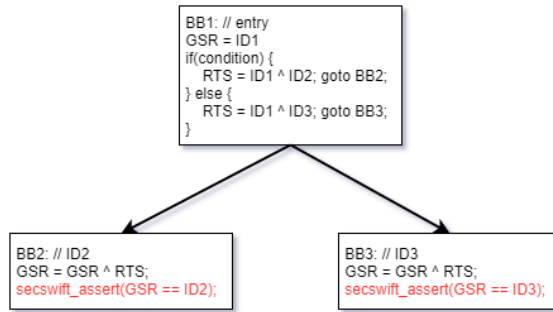 BB1: // entry
GSR = ID1
if(condition) {
RTS = ID1 ^ ID2; goto BB2;
} else {
RTS = ID1 ^ ID3; goto BB3;
}
BB2: // ID2
GSR = GSR ^ RTS;
secswift_assert(GSR == ID2);
BB3: // ID3
GSR = GSR ^ RTS;
secswift_assert(GSR == ID3);